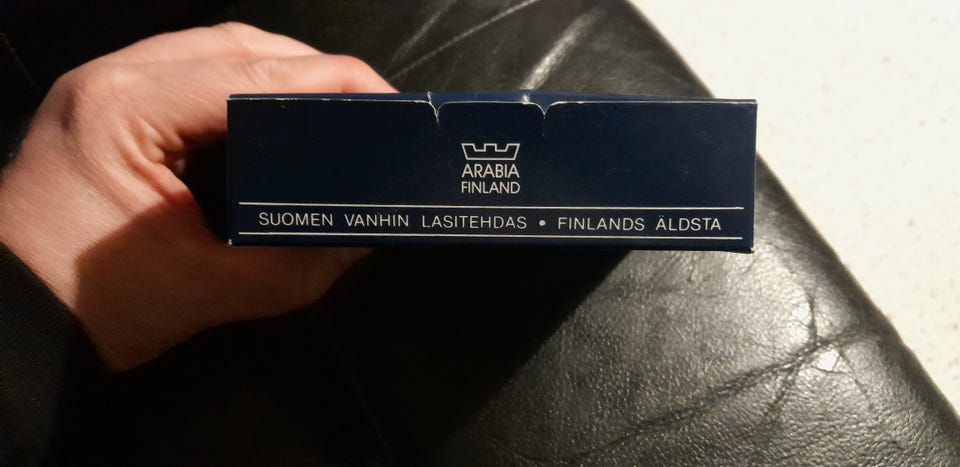 ARABIA
FINLAND
SUOMEN VANHIN LASITEHDAS • FINLANDS ÄLDSTA